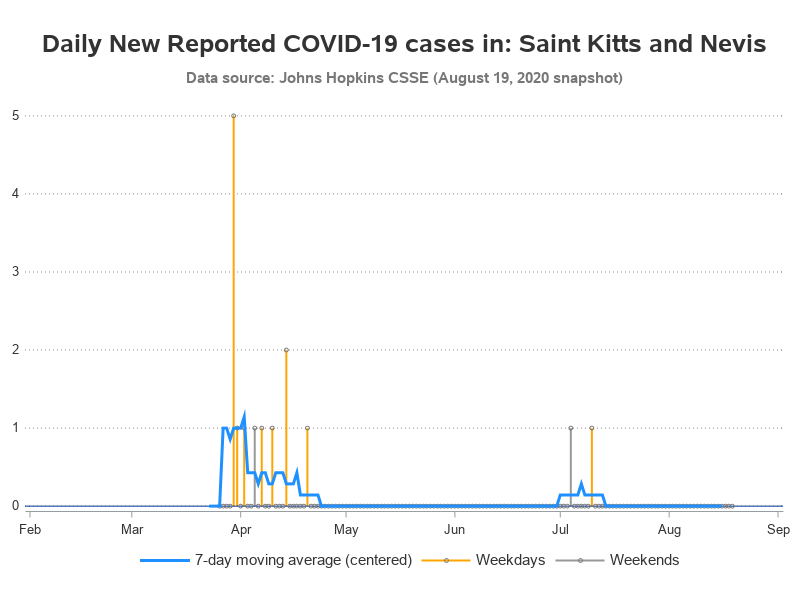 Daily New Reported COVID-19 cases in: Saint Kitts and Nevis
Data source: Johns Hopkins CSSE (August 19, 2020 snapshot)
5
4
3
2
1
0
Feb Mar Apr May Jun Jul Aug Sep
7-day moving average (centered) Weekdays Weekends